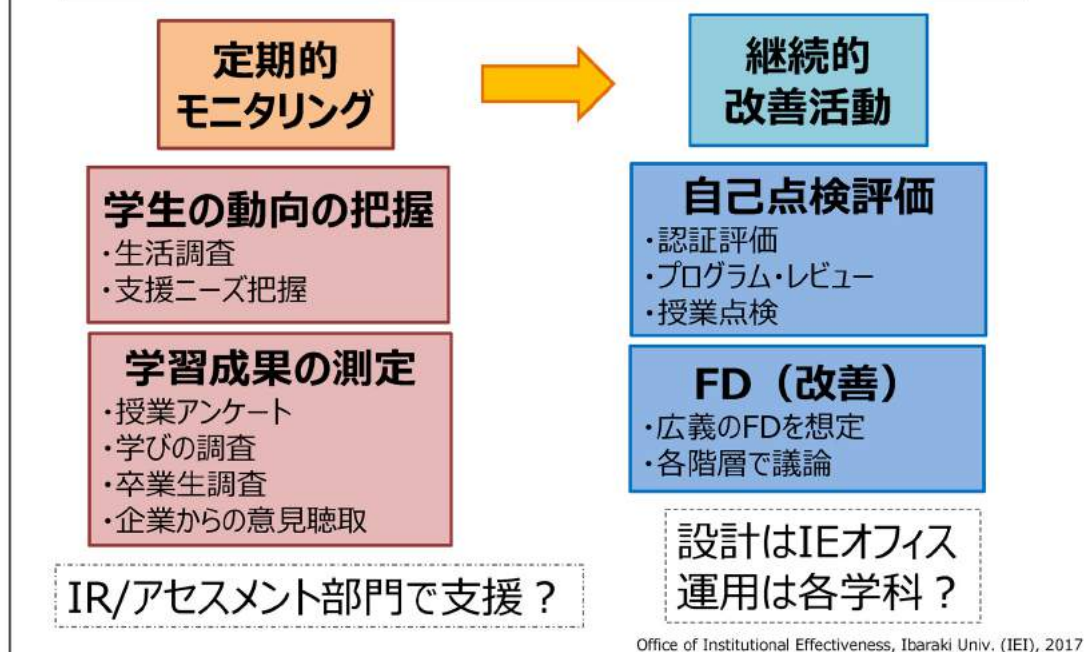 定期的
モニタリング
継続的
改善活動
学生の動向の把握
・生活調査
・支援ニーズ把握
学習成果の測定
・授業アンケート
・学びの調査
・卒業生調査
・企業からの意見聴取
IR/アセスメント部門で支援？
自己点検評価
・認証評価
・プログラム・レビュー
・授業点検
FD（改善）
・広義のFDを想定
・各階層で議論
設計はIEオフィス
運用は各学科？
Office of Institutional Effectiveness, Ibaraki Univ. (IEI), 2017